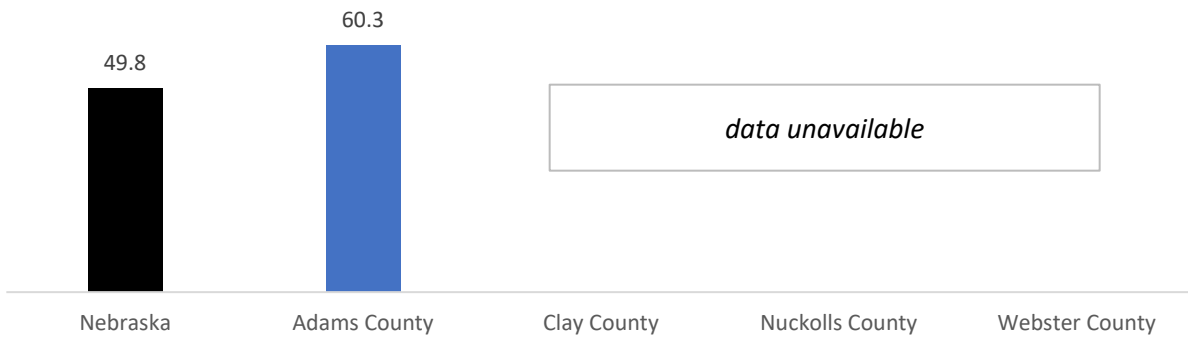 60.3
49.8
data unavailable
Nebraska
Adams County
Clay County
Nuckolls County
Webster County